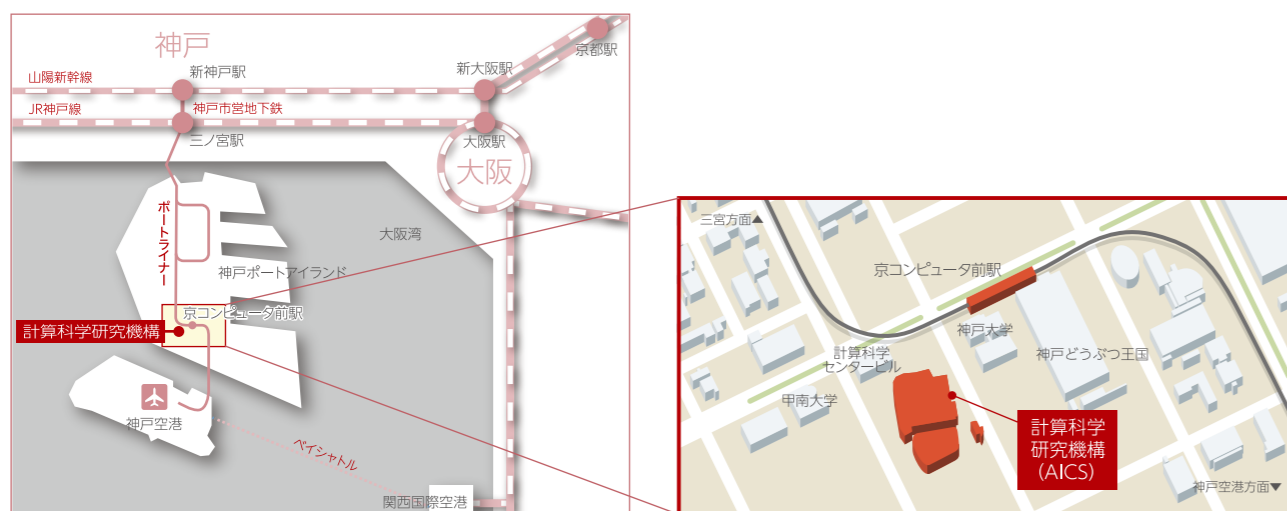 神戸
京都駅
新神戸駅
新大阪駅
山陽新幹線
JR神戸線
神戸市営地下鉄
三ノ宮駅
大阪駅
大阪
ポートライナー
大阪湾
神戸ポートアイランド
京コンピュータ前駅
計算科学研究機構
神戸空港
ベイシャトル
関西国際空港
三宮方面▲
京コンピュータ前駅
神戸大学
計算科学
センタービル
神戸どうぶつ王国
甲南大学
計算科学
研究機構
(AICS)
神戸空港方面▼